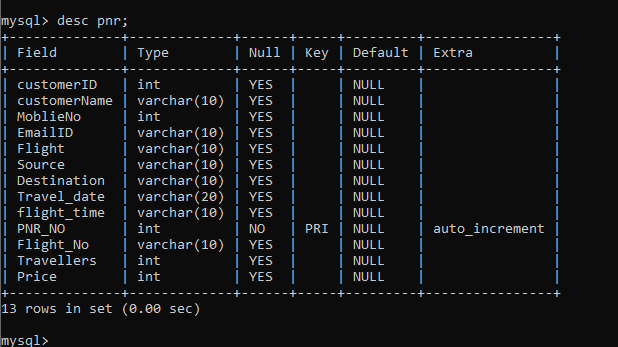 mysql> desc pnr;
+--------------+-------------+------+-----+---------+----------------+
| Field        | Type        | Null | Key | Default | Extra          |
+--------------+-------------+------+-----+---------+----------------+
| customerID   | int         | YES  |     | NULL    |                |
| customerName | varchar(10) | YES  |     | NULL    |                |
| MoblieNo     | int         | YES  |     | NULL    |                |
| EmailID      | varchar(10) | YES  |     | NULL    |                |
| Flight       | varchar(10) | YES  |     | NULL    |                |
| Source       | varchar(10) | YES  |     | NULL    |                |
| Destination  | varchar(10) | YES  |     | NULL    |                |
| Travel_date  | varchar(20) | YES  |     | NULL    |                |
| flight_time  | varchar(10) | YES  |     | NULL    |                |
| PNR_NO       | int         | NO   | PRI | NULL    | auto_increment |
| Flight_No    | varchar(10) | YES  |     | NULL    |                |
| Travellers   | int         | YES  |     | NULL    |                |
| Price        | int         | YES  |     | NULL    |                |
+--------------+-------------+------+-----+---------+----------------+
13 rows in set (0.00 sec)
mysql>